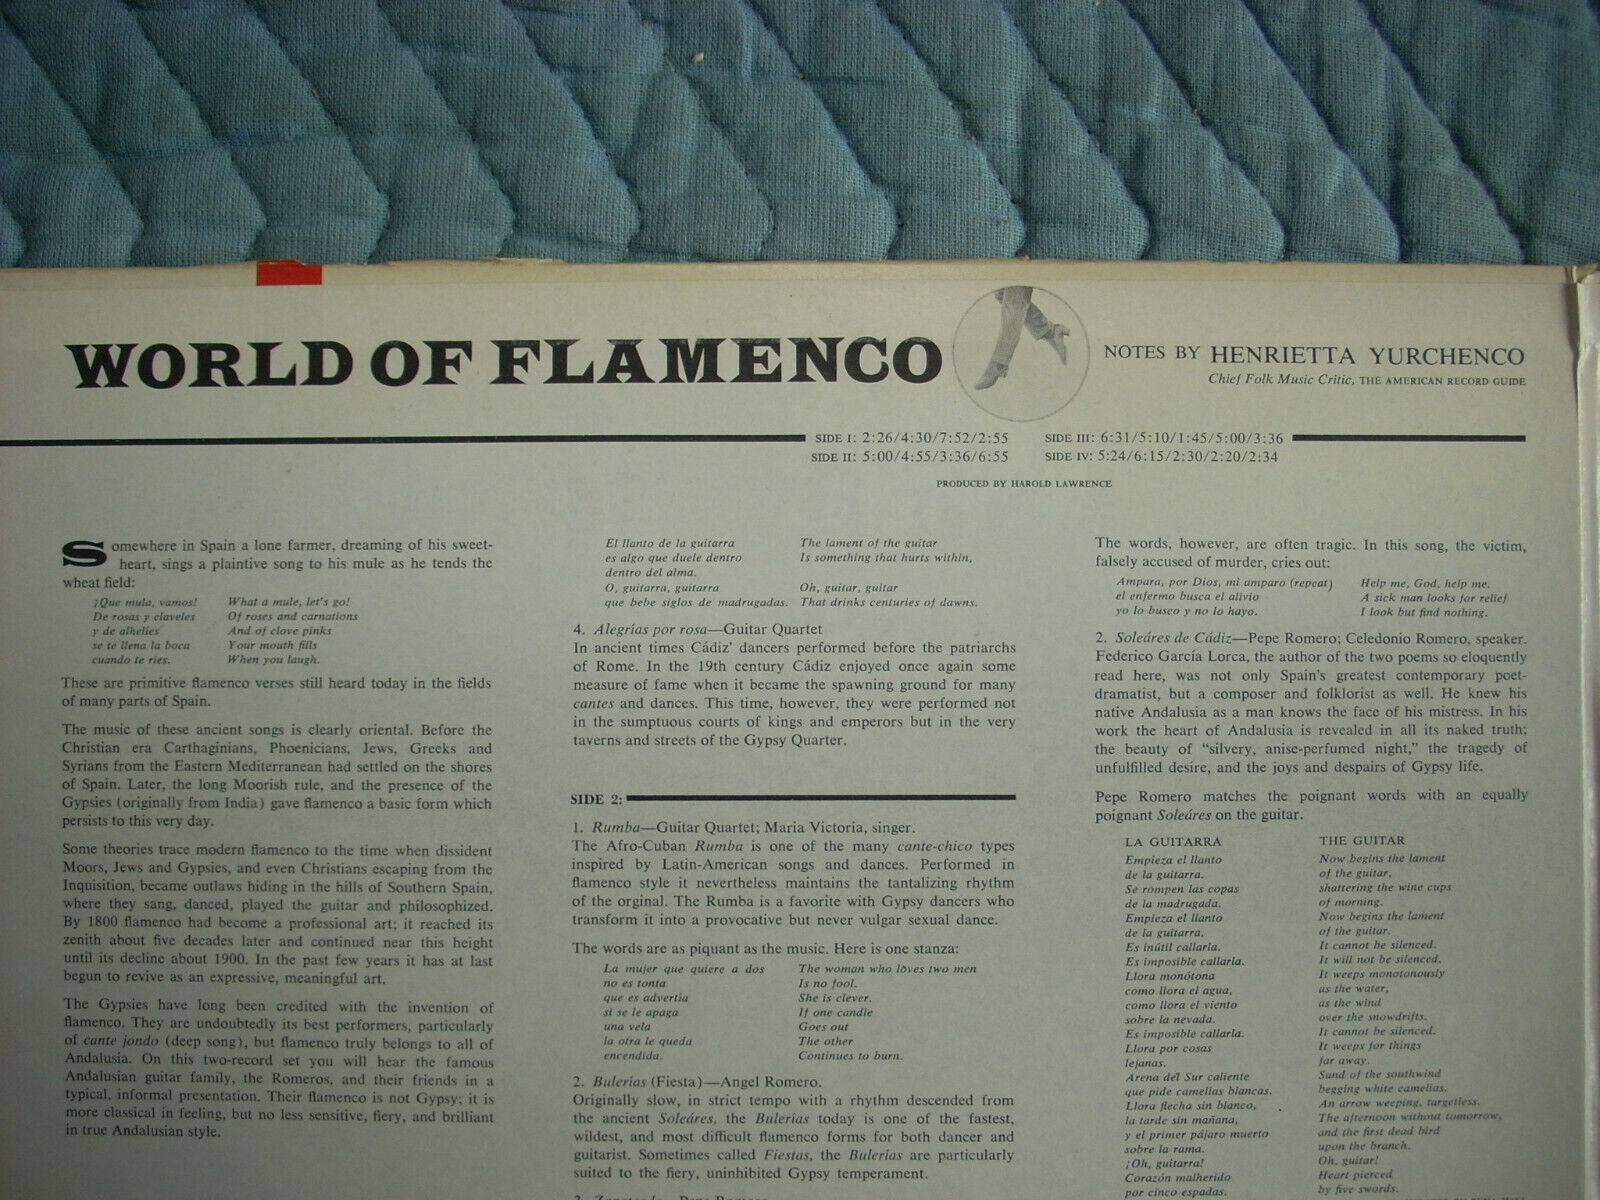 WORLD OF FLAMENCO
NOTES BY HENRIETTA YURCHENCO
Chief Folk Music Critic, THE AMERICAN RECORD GUIDE
SIDE I: 2:26/4:30/7:52/2:55
SIDE II: 5:00/4:55/3:36/6:55
SIDE III: 6:31/5:10/1:45/5:00/3:36
SIDE IV: 5:24/6:15/2:30/2:20/2:34
PRODUCED BY HAROLD LAWRENCE
Somewhere in Spain a lone farmer, dreaming of his sweet-
heart, sings a plaintive song to his mule as he tends the
wheat field:
¡Que mula, vamos!
De rosas y claveles
y de alhelies
se te llena la boca
cuando te ries.
What a mule, let's go!
Of roses and carnations
And of clove pinks
Your mouth fills
When you laugh.
These are primitive flamenco verses still heard today in the fields
of many parts of Spain.
The music of these ancient songs is clearly oriental. Before the
Christian era Carthaginians, Phoenicians, Jews, Greeks and
Syrians from the Eastern Mediterranean had settled on the shores
of Spain. Later, the long Moorish rule, and the presence of the
Gypsies (originally from India) gave flamenco a basic form which
persists to this very day.
Some theories trace modern flamenco to the time when dissident
Moors, Jews and Gypsies, and even Christians escaping from the
Inquisition, became outlaws hiding in the hills of Southern Spain,
where they sang, danced, played the guitar and philosophized.
By 1800 flamenco had become a professional art; it reached its
zenith about five decades later and continued near this height
until its decline about 1900. In the past few years it has at last
begun to revive as an expressive, meaningful art.
The Gypsies have long been credited with the invention of
flamenco. They are undoubtedly its best performers, particularly
of cante jondo (deep song), but flamenco truly belongs to all of
Andalusia. On this two-record set you will hear the famous
Andalusian guitar family, the Romeros, and their friends in a
typical, informal presentation. Their flamenco is not Gypsy; it is
more classical in feeling, but no less sensitive, fiery, and brilliant
in true Andalusian style.
El llanto de la guitarra
es algo que duele dentro
dentro del alma.
O, guitarra, guitarra
que bebe siglos de madrugadas.
The lament of the guitar
Is something that hurts within,
Oh, guitar, guitar
That drinks centuries of dawns.
4. Alegrías por rosa—Guitar Quartet
In ancient times Cádiz' dancers performed before the patriarchs
of Rome. In the 19th century Cádiz enjoyed once again some
measure of fame when it became the spawning ground for many
cantes and dances. This time, however, they were performed not
in the sumptuous courts of kings and emperors but in the very
taverns and streets of the Gypsy Quarter.
SIDE 2:
1. Rumba—Guitar Quartet; Maria Victoria, singer.
The Afro-Cuban Rumba is one of the many cante-chico types
inspired by Latin-American songs and dances. Performed in
flamenco style it nevertheless maintains the tantalizing rhythm
of the orginal. The Rumba is a favorite with Gypsy dancers who
transform it into a provocative but never vulgar sexual dance.
The words are as piquant as the music. Here is one stanza:
La mujer que quiere a dos
no es tonta
que es advertía
si se le apaga
una vela
la otra le queda
encendida.
The woman who loves two men
Is no fool.
She is clever.
If one candle
Goes out
The other
Continues to burn.
2. Bulerías (Fiesta)—Angel Romero.
Originally slow, in strict tempo with a rhythm descended from
the ancient Soleáres, the Bulerías today is one of the fastest,
wildest, and most difficult flamenco forms for both dancer and
guitarist. Sometimes called Fiestas, the Bulerías are particularly
suited to the fiery, uninhibited Gypsy temperament.
The words, however, are often tragic. In this song, the victim,
falsely accused of murder, cries out:
Ampara, por Dios, mi amparo (repeat)
el enfermo busca el alivio
yo lo busco y no lo hayo.
Help me, God, help me.
A sick man looks for relief
I look but find nothing.
2. Soleáres de Cádiz—Pepe Romero; Celedonio Romero, speaker.
Federico García Lorca, the author of the two poems so eloquently
read here, was not only Spain's greatest contemporary poet-
dramatist, but a composer and folklorist as well. He knew his
native Andalusia as a man knows the face of his mistress. In his
work the heart of Andalusia is revealed in all its naked truth;
the beauty of "silvery, anise-perfumed night," the tragedy of
unfulfilled desire, and the joys and despairs of Gypsy life.
Pepe Romero matches the poignant words with an equally
poignant Soleáres on the guitar.
LA GUITARRA
Empieza el llanto
de la guitarra.
Se rompen las copas
de la madrugada.
Empieza el llanto
de la guitarra.
Es inútil callarla.
Es imposible callarla.
Llora monótona
como llora el agua,
como llora el viento
sobre la nevada.
Es imposible callarla.
Llora por cosas
lejanas.
Arena del Sur caliente
que pide camelias blancas.
Llora flecha sin blanco,
la tarde sin mañana,
y el primer pájaro muerto
sobre la rama.
¡Oh, guitarra!
Corazón malherido
por cinco espadas.
THE GUITAR
Now begins the lament
of the guitar,
shattering the wine cups
of morning.
Now begins the lament
of the guitar.
It cannot be silenced.
It will not be silenced.
It weeps monotonously
as the water,
as the wind
over the snowdrifts.
It cannot be silenced.
It weeps for things
far away.
Sand of the southwind
begging white camelias.
An arrow weeping, targetless.
The afternoon without tomorrow,
and the first dead bird
upon the branch.
Oh, guitar!
Heart pierced
by five swords.